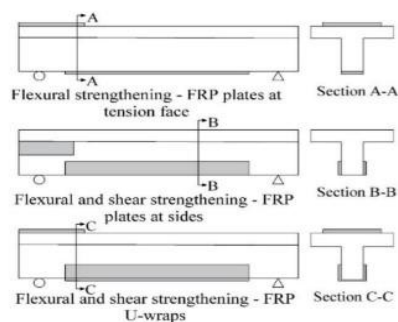 A
A
Flexural strengthening - FRP plates at
tension face
Section A-A
B
B
Flexural and shear strengthening - FRP
plates at sides
Section B-B
C
C
Flexural and shear strengthening - FRP
U-wraps
Section C-C